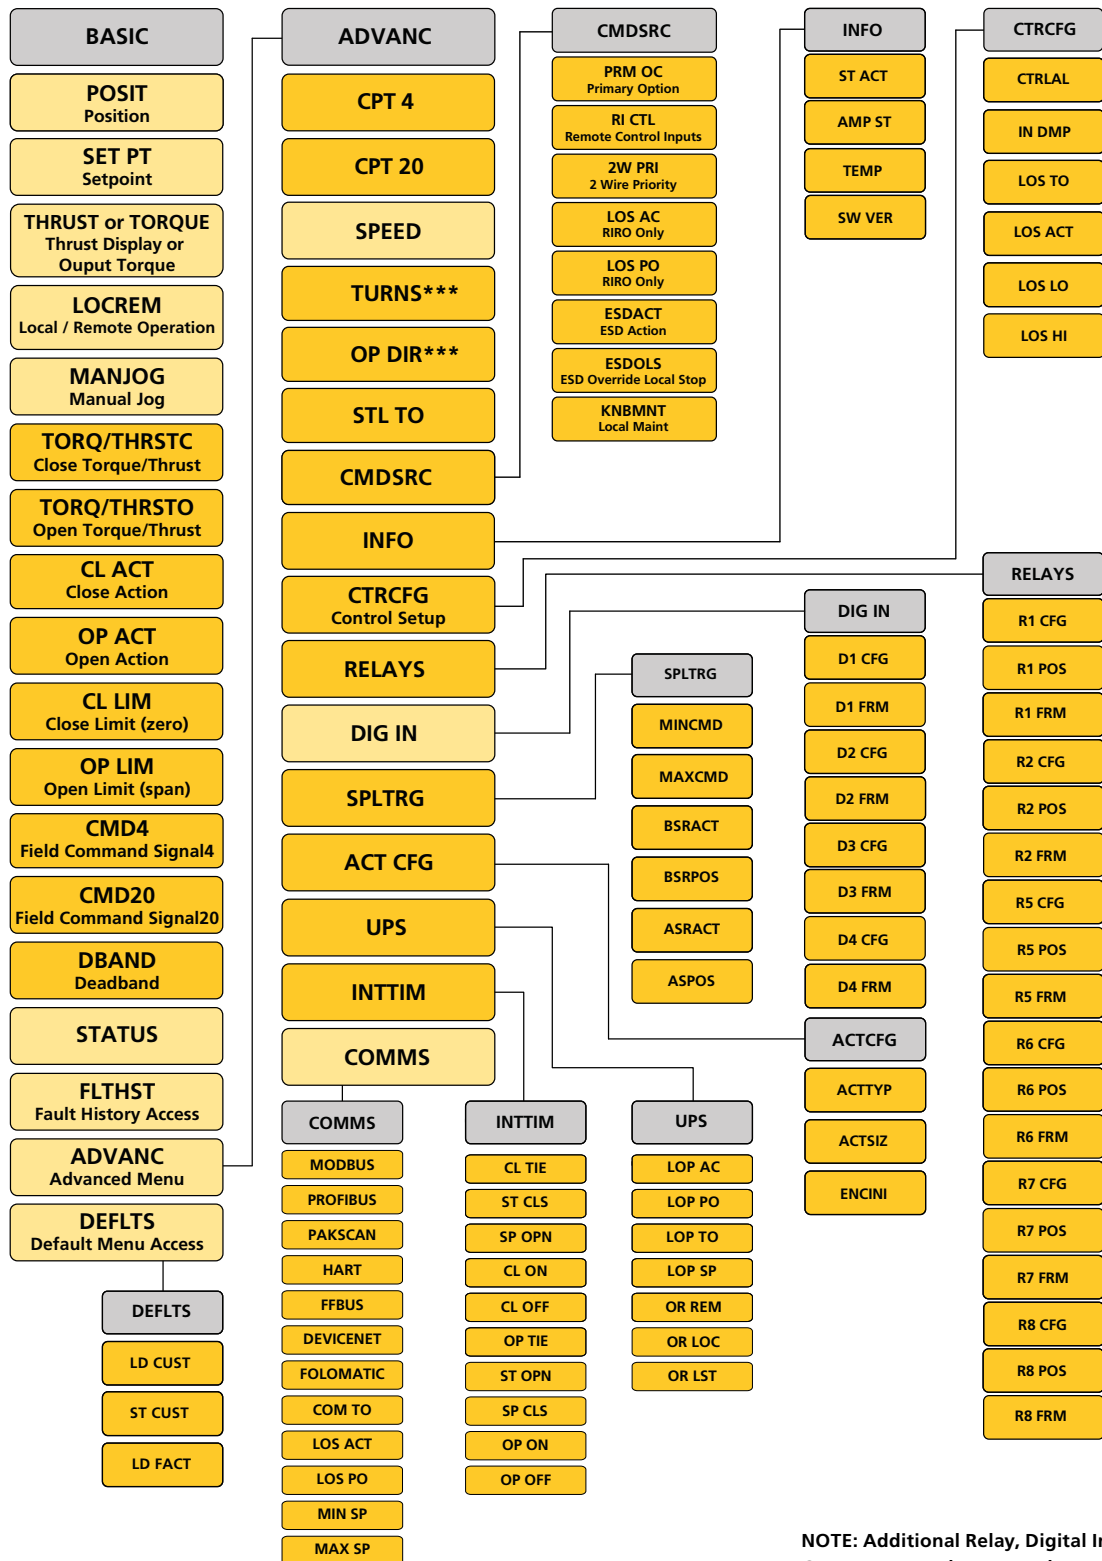 BASIC
POSIT
Position
SET PT
Setpoint
THRUST or TORQUE
Thrust Display or
Ouput Torque
LOCREM
Local / Remote Operation
MANJOG
Manual Jog
TORQ/THRSTC
Close Torque/Thrust
TORQ/THRSTO
Open Torque/Thrust
CL ACT
Close Action
OP ACT
Open Action
CL LIM
Close Limit (zero)
OP LIM
Open Limit (span)
CMD4
Field Command Signal4
CMD20
Field Command Signal20
DBAND
Deadband
STATUS
FLTHST
Fault History Access
ADVANC
Advanced Menu
DEFLTS
Default Menu Access
DEFLTS
LD CUST
ST CUST
LD FACT
ADVANC
CPT 4
CPT 20
SPEED
TURNS***
OP DIR***
STL TO
CMDSRC
INFO
CTRCFG
Control Setup
RELAYS
DIG IN
SPLTRG
ACT CFG
UPS
INTTIM
COMMS
COMMS
MODBUS
PROFIBUS
PAKSCAN
HART
FFBUS
DEVICENET
FOLOMATIC
COM TO
LOS ACT
LOS PO
MIN SP
MAX SP
INTTIM
CL TIE
ST CLS
SP OPN
CL ON
CL OFF
OP TIE
ST OPN
SP CLS
OP ON
OP OFF
CMDSRC
PRM OC
Primary Option
RI CTL
Remote Control Inputs
2W PRI
2 Wire Priority
LOS AC
RIRO Only
LOS PO
RIRO Only
ESDACT
ESD Action
ESDOLS
ESD Override Local Stop
KNBMNT
Local Maint
SPLTRG
MINCMD
MAXCMD
BSRACT
BSRPOS
ASRACT
ASPOS
UPS
LOP AC
LOP PO
LOP TO
LOP SP
OR REM
OR LOC
OR LST
INFO
ST ACT
AMP ST
TEMP
SW VER
DIG IN
D1 CFG
D1 FRM
D2 CFG
D2 FRM
D3 CFG
D3 FRM
D4 CFG
D4 FRM
ACTCFG
ACTTYP
ACTSIZ
ENCINI
CTRCFG
CTRLAL
IN DMP
LOS TO
LOS ACT
LOS LO
LOS HI
RELAYS
R1 CFG
R1 POS
R1 FRM
R2 CFG
R2 POS
R2 FRM
R5 CFG
R5 POS
R5 FRM
R6 CFG
R6 POS
R6 FRM
R7 CFG
R7 POS
R7 FRM
R8 CFG
R8 POS
R8 FRM
NOTE: Additional Relay, Digital In